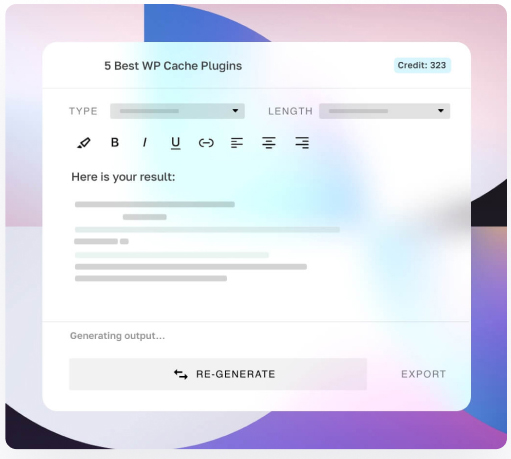 5 Best WP Cache Plugins
Credit: 323
TYPE
LENGTH
B I U
Here is your result:
Generating output...
RE-GENERATE
EXPORT